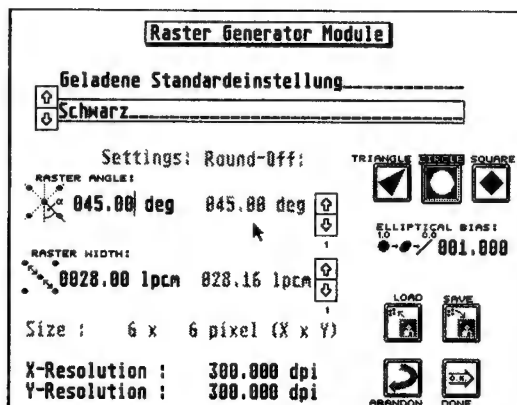 Raster Generator Module
Geladene Standardeinstellung
Schwarz
Settings: Round-Off:
TRIANGLE CIRCLE SQUARE
RASTER ANGLE:
α 045.00 deg 045.00 deg
1
ELLIPTICAL BIAS:
1.0 0.0 001.000
RASTER WIDTH:
0028.00 lpcm 028.16 lpcm
1
LOAD SAVE
Size : 6 x 6 pixel (X x Y)
X-Resolution : 300.000 dpi
Y-Resolution : 300.000 dpi
O.K.
ABANDON DONE